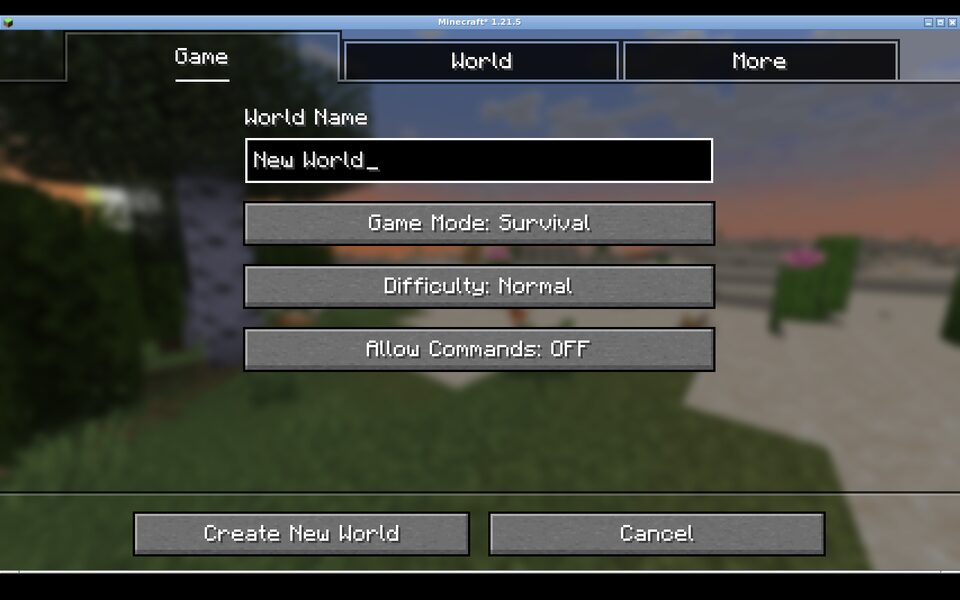 Minecraft* 1.21.5
Game World More
World Name
New World_
Game Mode: Survival
Difficulty: Normal
Allow Commands: OFF
Create New World Cancel